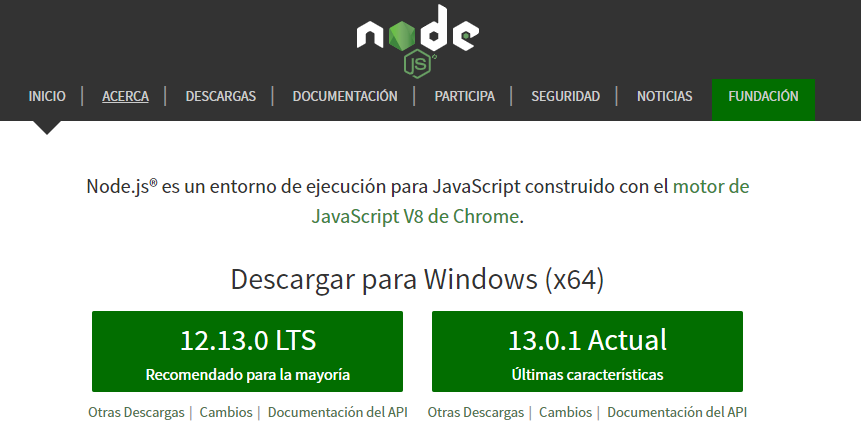 node
JS
INICIO | ACERCA | DESCARGAS | DOCUMENTACIÓN | PARTICIPA | SEGURIDAD | NOTICIAS FUNDACIÓN
Node.js® es un entorno de ejecución para JavaScript construido con el motor de
JavaScript V8 de Chrome.
Descargar para Windows (x64)
12.13.0 LTS
Recomendado para la mayoría
13.0.1 Actual
Últimas características
Otras Descargas | Cambios | Documentación del API
Otras Descargas | Cambios | Documentación del API